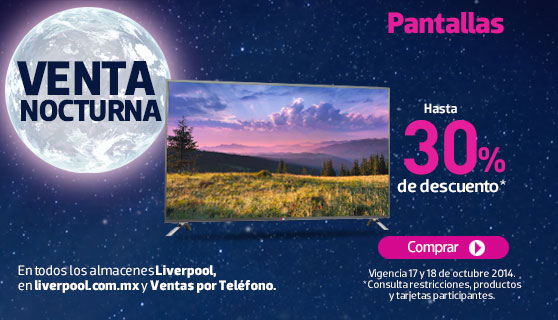 Pantallas
VENTA
NOCTURNA
Hasta
30%
de descuento*
Comprar
En todos los almacenes Liverpool,
en liverpool.com.mx y Ventas por Teléfono.
Vigencia 17 y 18 de octubre 2014.
*Consulta restricciones, productos
y tarjetas participantes.